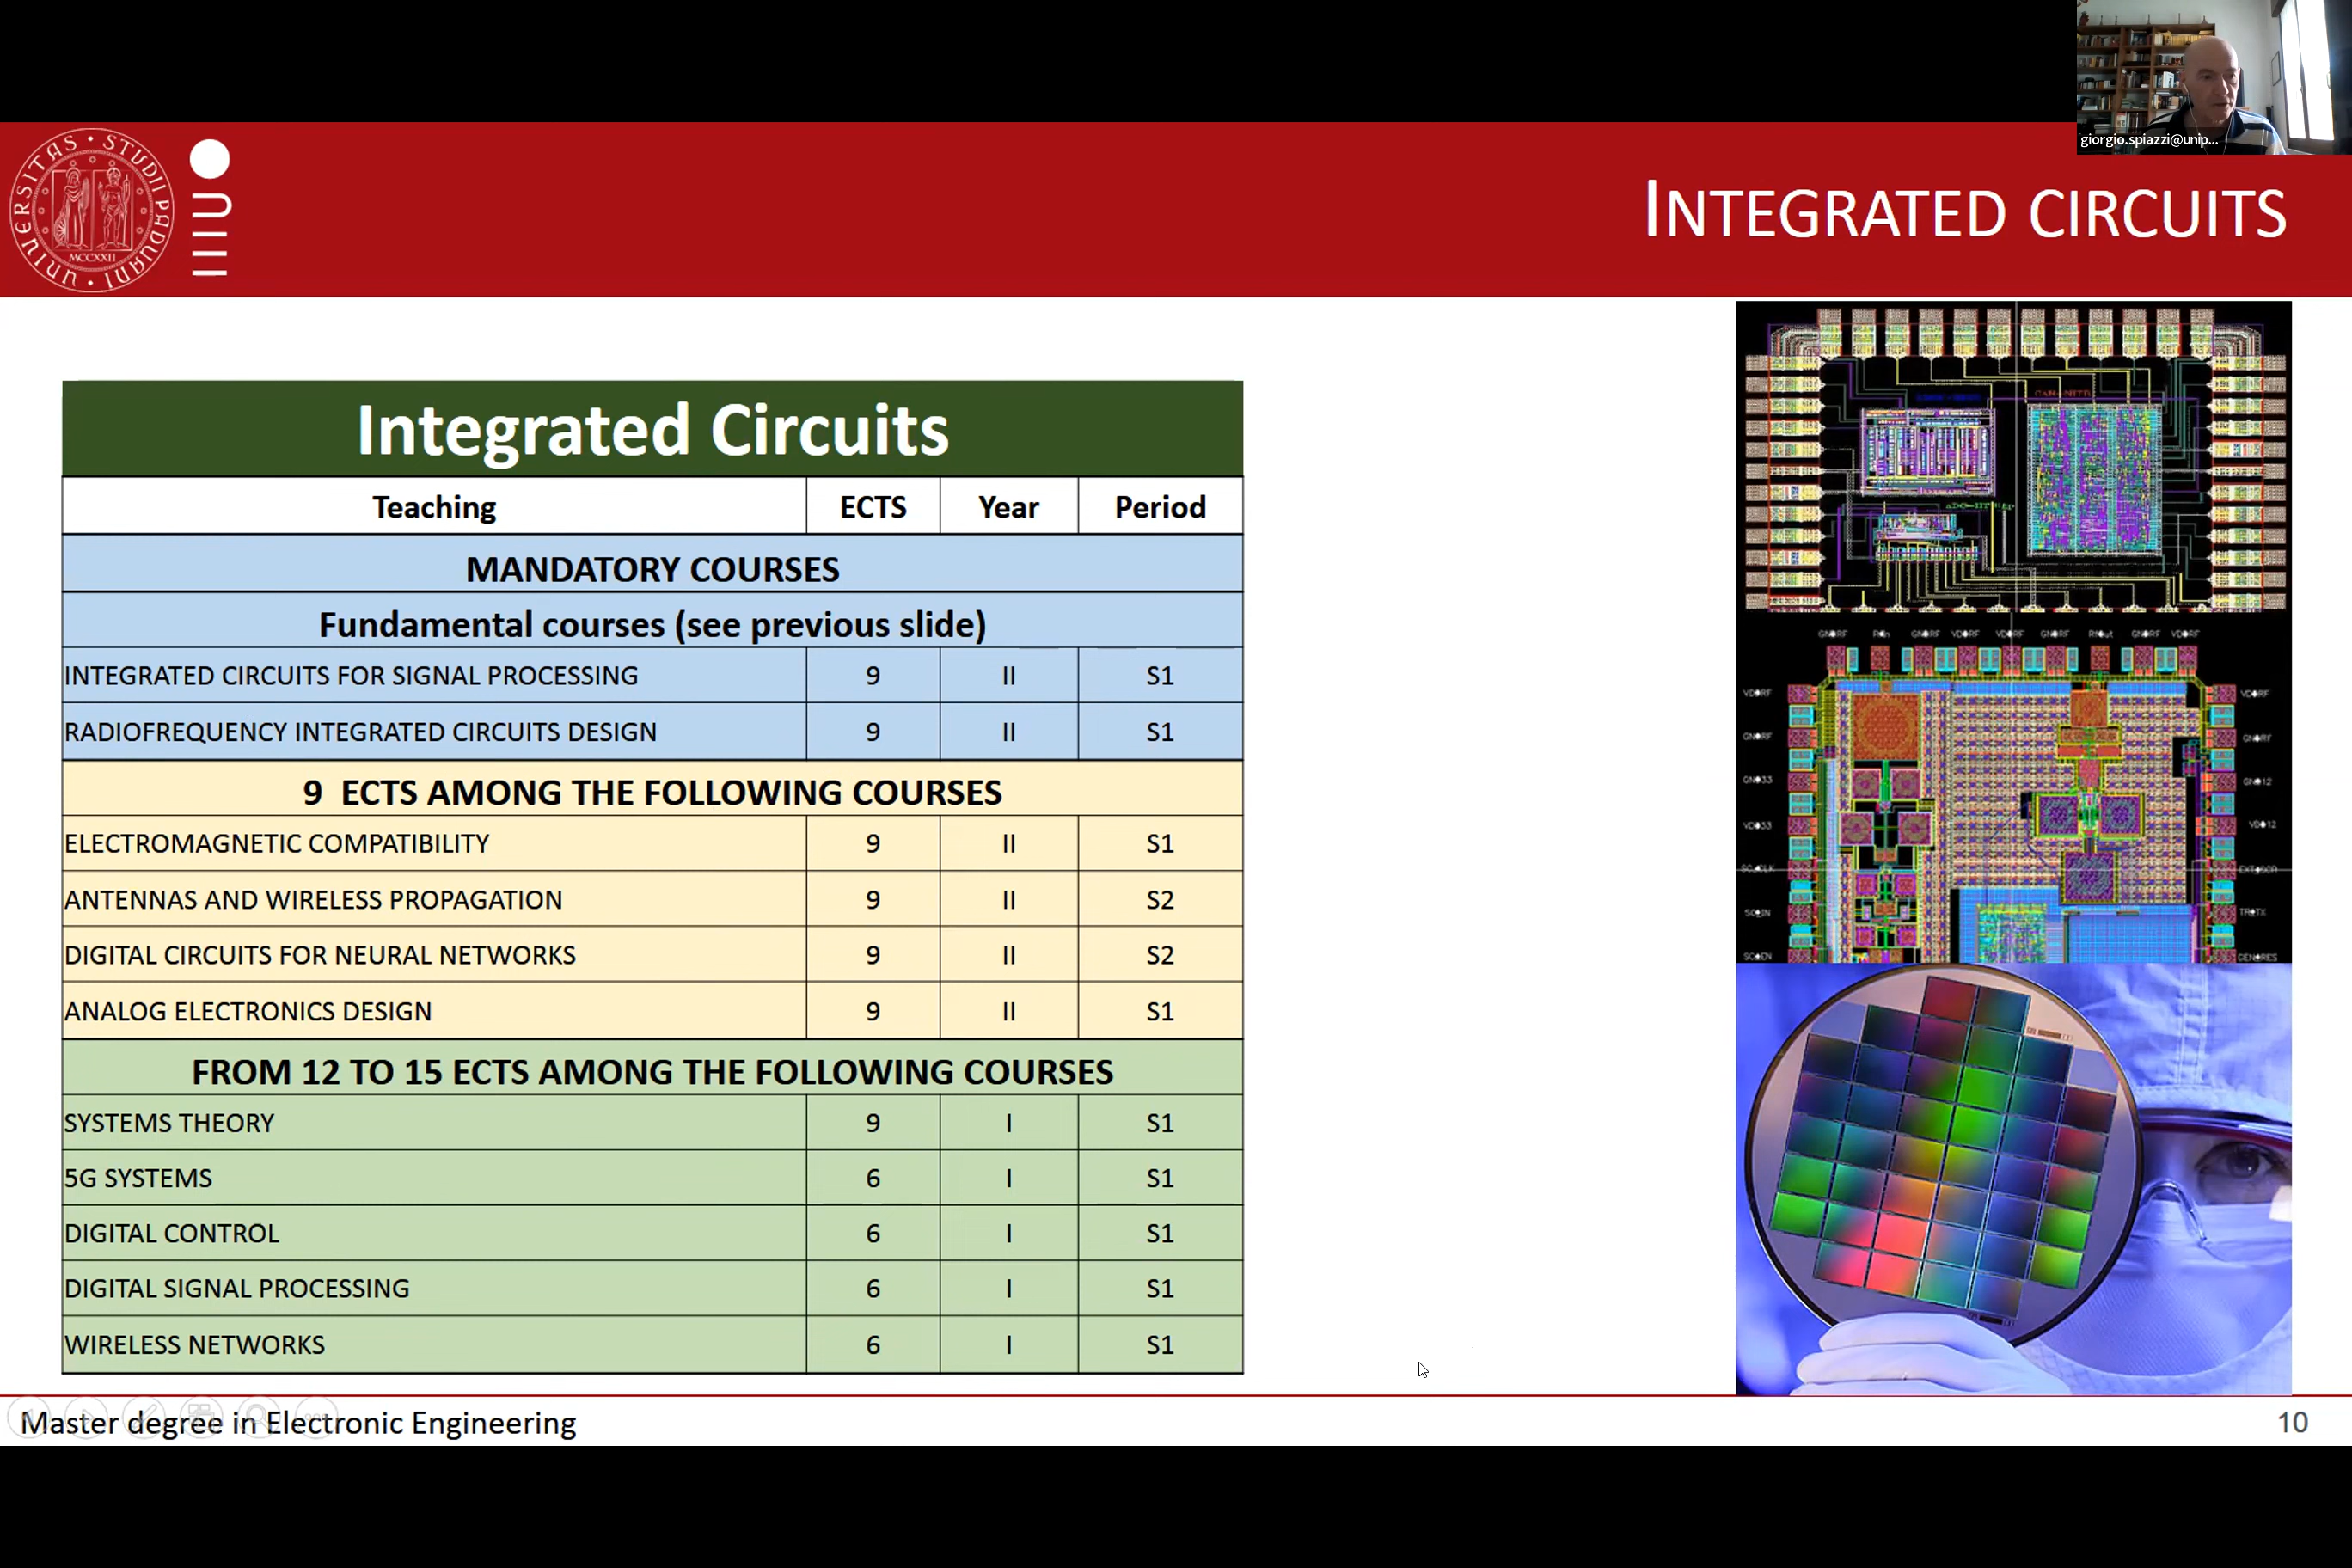 giorgio.spiazzi@unip...
UNIVERSITAS STUDII PADUANI
MCCXXII
INTEGRATED CIRCUITS
Integrated Circuits
Teaching ECTS Year Period
MANDATORY COURSES
Fundamental courses (see previous slide)
INTEGRATED CIRCUITS FOR SIGNAL PROCESSING 9 II S1
RADIOFREQUENCY INTEGRATED CIRCUITS DESIGN 9 II S1
9 ECTS AMONG THE FOLLOWING COURSES
ELECTROMAGNETIC COMPATIBILITY 9 II S1
ANTENNAS AND WIRELESS PROPAGATION 9 II S2
DIGITAL CIRCUITS FOR NEURAL NETWORKS 9 II S2
ANALOG ELECTRONICS DESIGN 9 II S1
FROM 12 TO 15 ECTS AMONG THE FOLLOWING COURSES
SYSTEMS THEORY 9 I S1
5G SYSTEMS 6 I S1
DIGITAL CONTROL 6 I S1
DIGITAL SIGNAL PROCESSING 6 I S1
WIRELESS NETWORKS 6 I S1
Master degree in Electronic Engineering
10